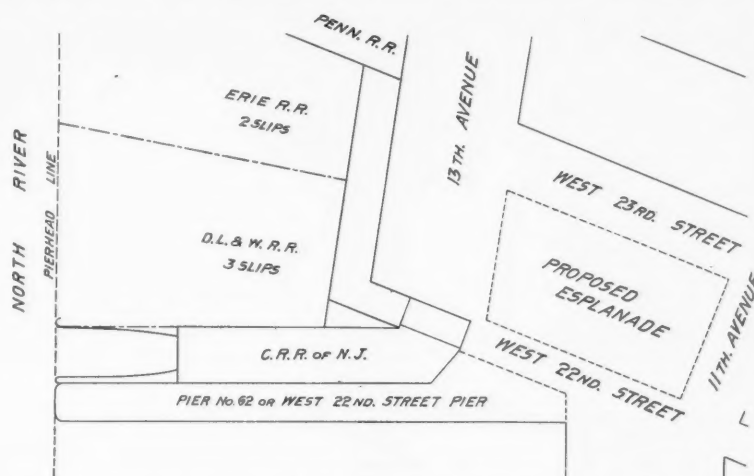 PENN. R.R.
ERIE R.R.
2 SLIPS
13TH. AVENUE
NORTH RIVER
PIERHEAD LINE
WEST 23RD. STREET
D.L. & W. R.R.
3 SLIPS
PROPOSED
ESPLANADE
11TH. AVENUE
C.R.R. OF N.J.
WEST 22ND. STREET
PIER No. 62 OR WEST 22ND. STREET PIER